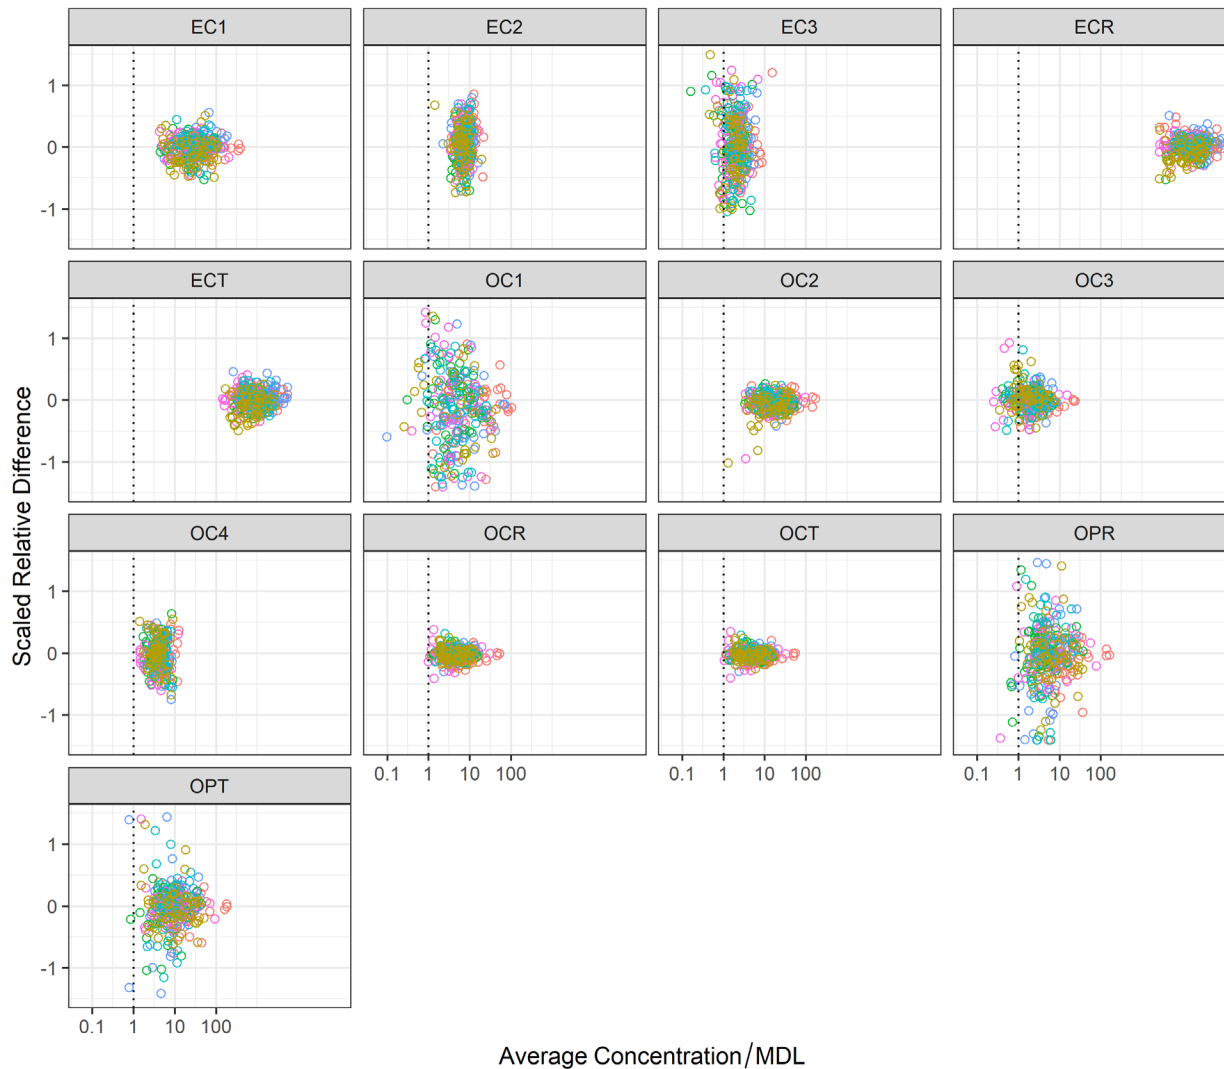 EC1 EC2 EC3 ECR
1
0
-1
ECT OC1 OC2 OC3
1
0
-1
Scaled Relative Difference
OC4 OCR OCT OPR
1
0
-1
0.1 1 10 100 0.1 1 10 100 0.1 1 10 100
OPT
1
0
-1
0.1 1 10 100
Average Concentration/MDL